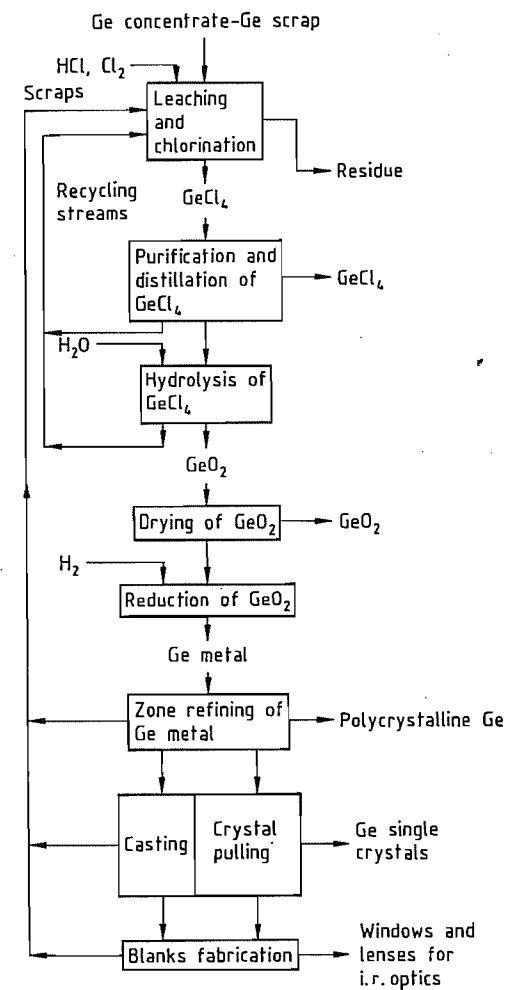 Ge concentrate-Ge scrap
HCl, Cl₂
Scraps
Leaching
and
chlorination
Residue
Recycling
streams
GeCl₄
Purification and
distillation of
GeCl₄
GeCl₄
H₂O
Hydrolysis of
GeCl₄
GeO₂
Drying of GeO₂
GeO₂
H₂
Reduction of GeO₂
Ge metal
Zone refining of
Ge metal
Polycrystalline Ge
Casting
Crystal
pulling
Ge single
crystals
Blanks fabrication
Windows and
lenses for
i.r. optics